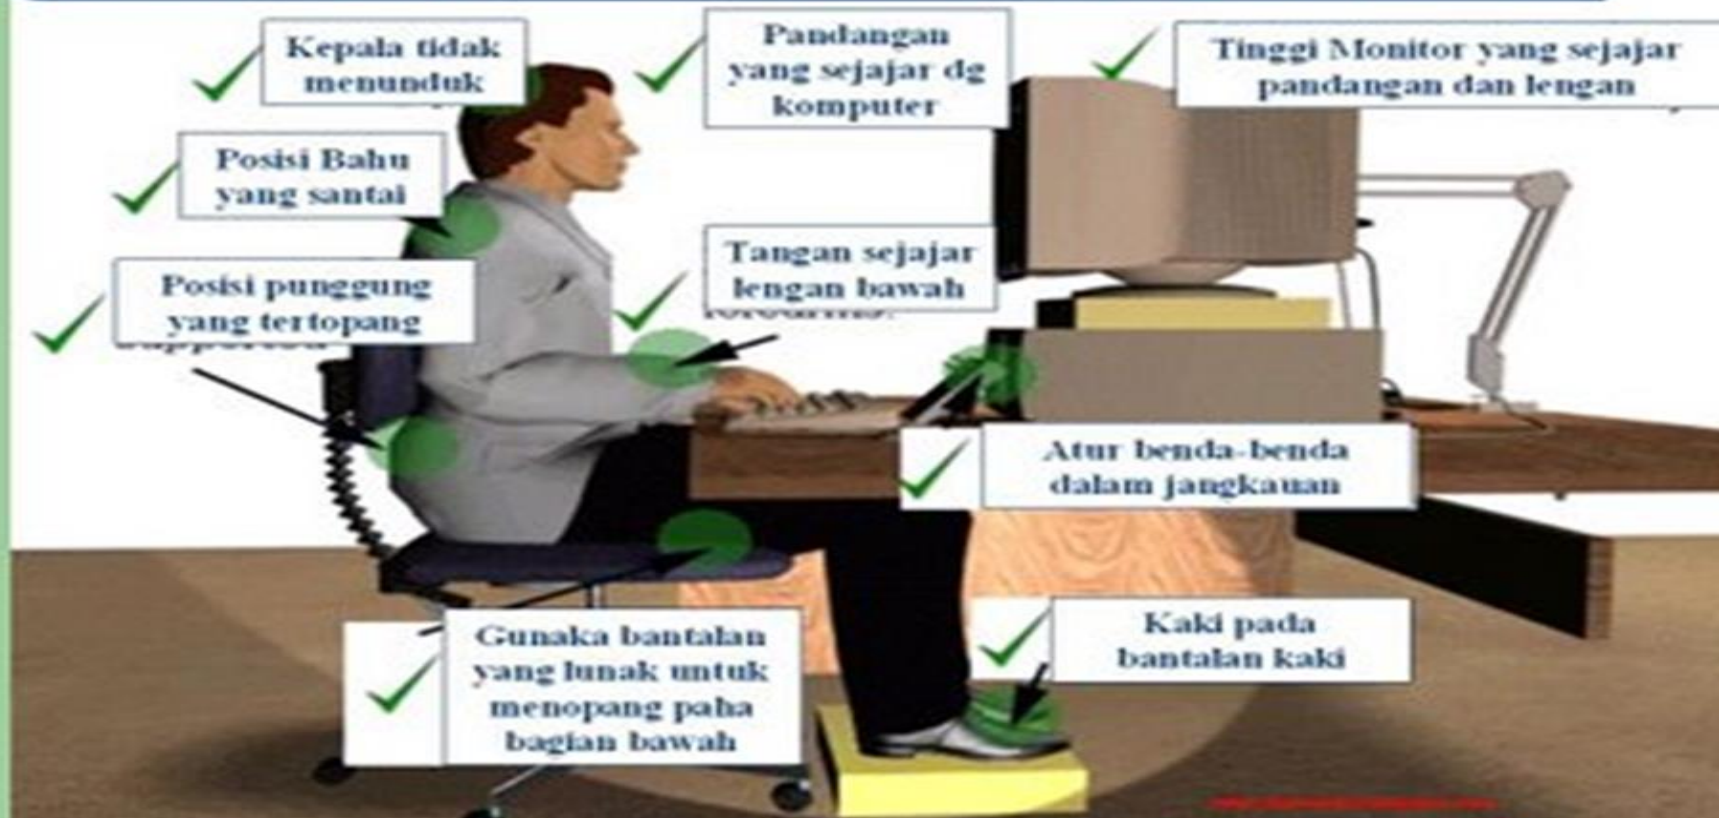 Kepala tidak
menunduk
Pandangan
yang sejajar dg
komputer
Tinggi Monitor yang sejajar
pandangan dan lengan
Posisi Bahu
yang santai
Tangan sejajar
lengan bawah
Posisi punggung
yang tertopang
Atur benda-benda
dalam jangkauan
Gunaka bantalan
yang lunak untuk
menopang paha
bagian bawah
Kaki pada
bantalan kaki